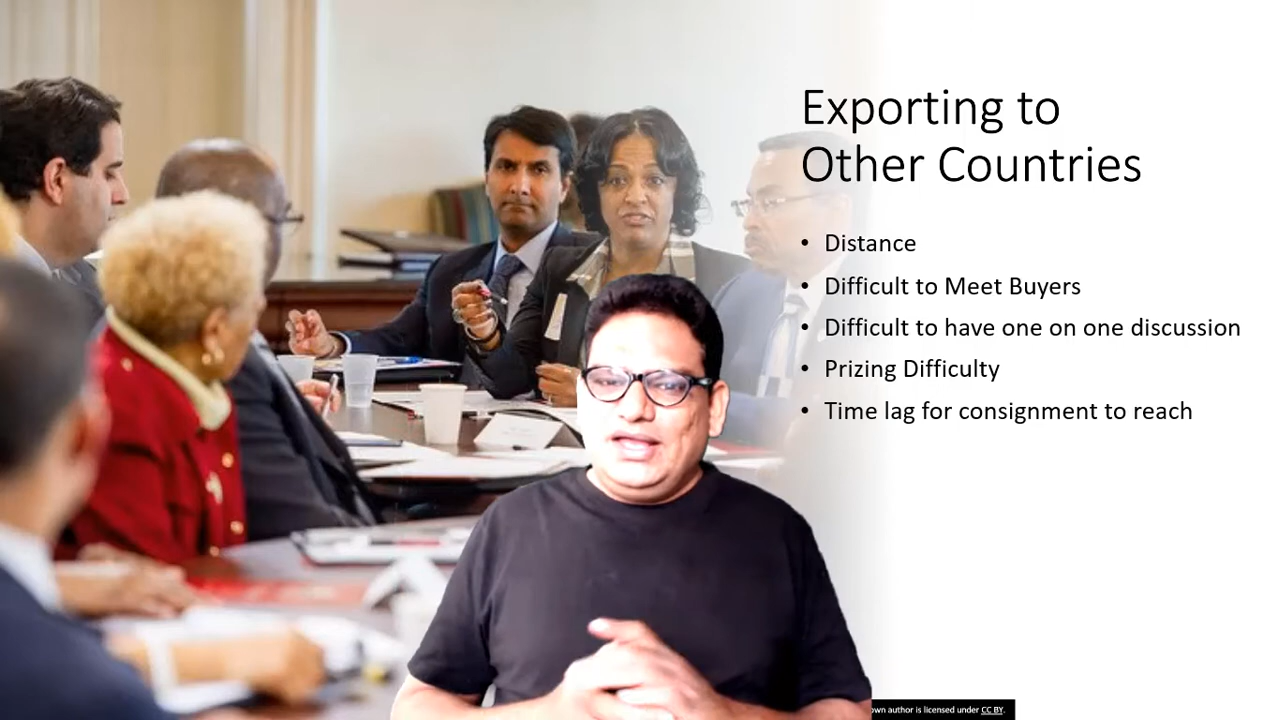 Exporting to
Other Countries
• Distance
• Difficult to Meet Buyers
• Difficult to have one on one discussion
• Prizing Difficulty
• Time lag for consignment to reach
author is licensed under CC BY.